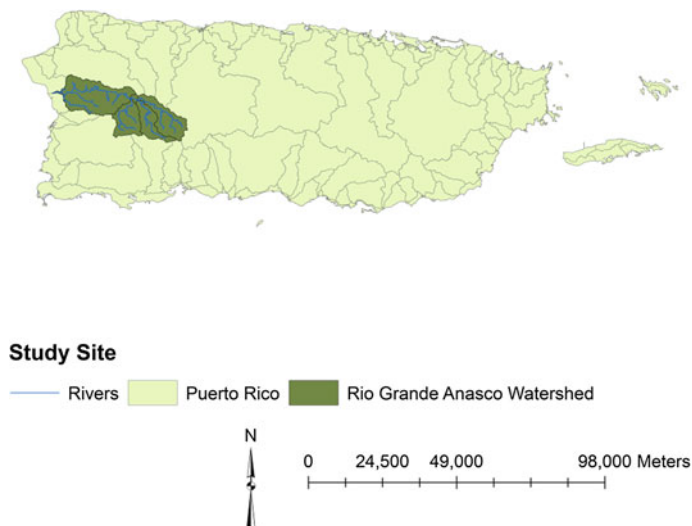 Study Site
Rivers Puerto Rico Rio Grande Anasco Watershed
N
0 24,500 49,000 98,000 Meters